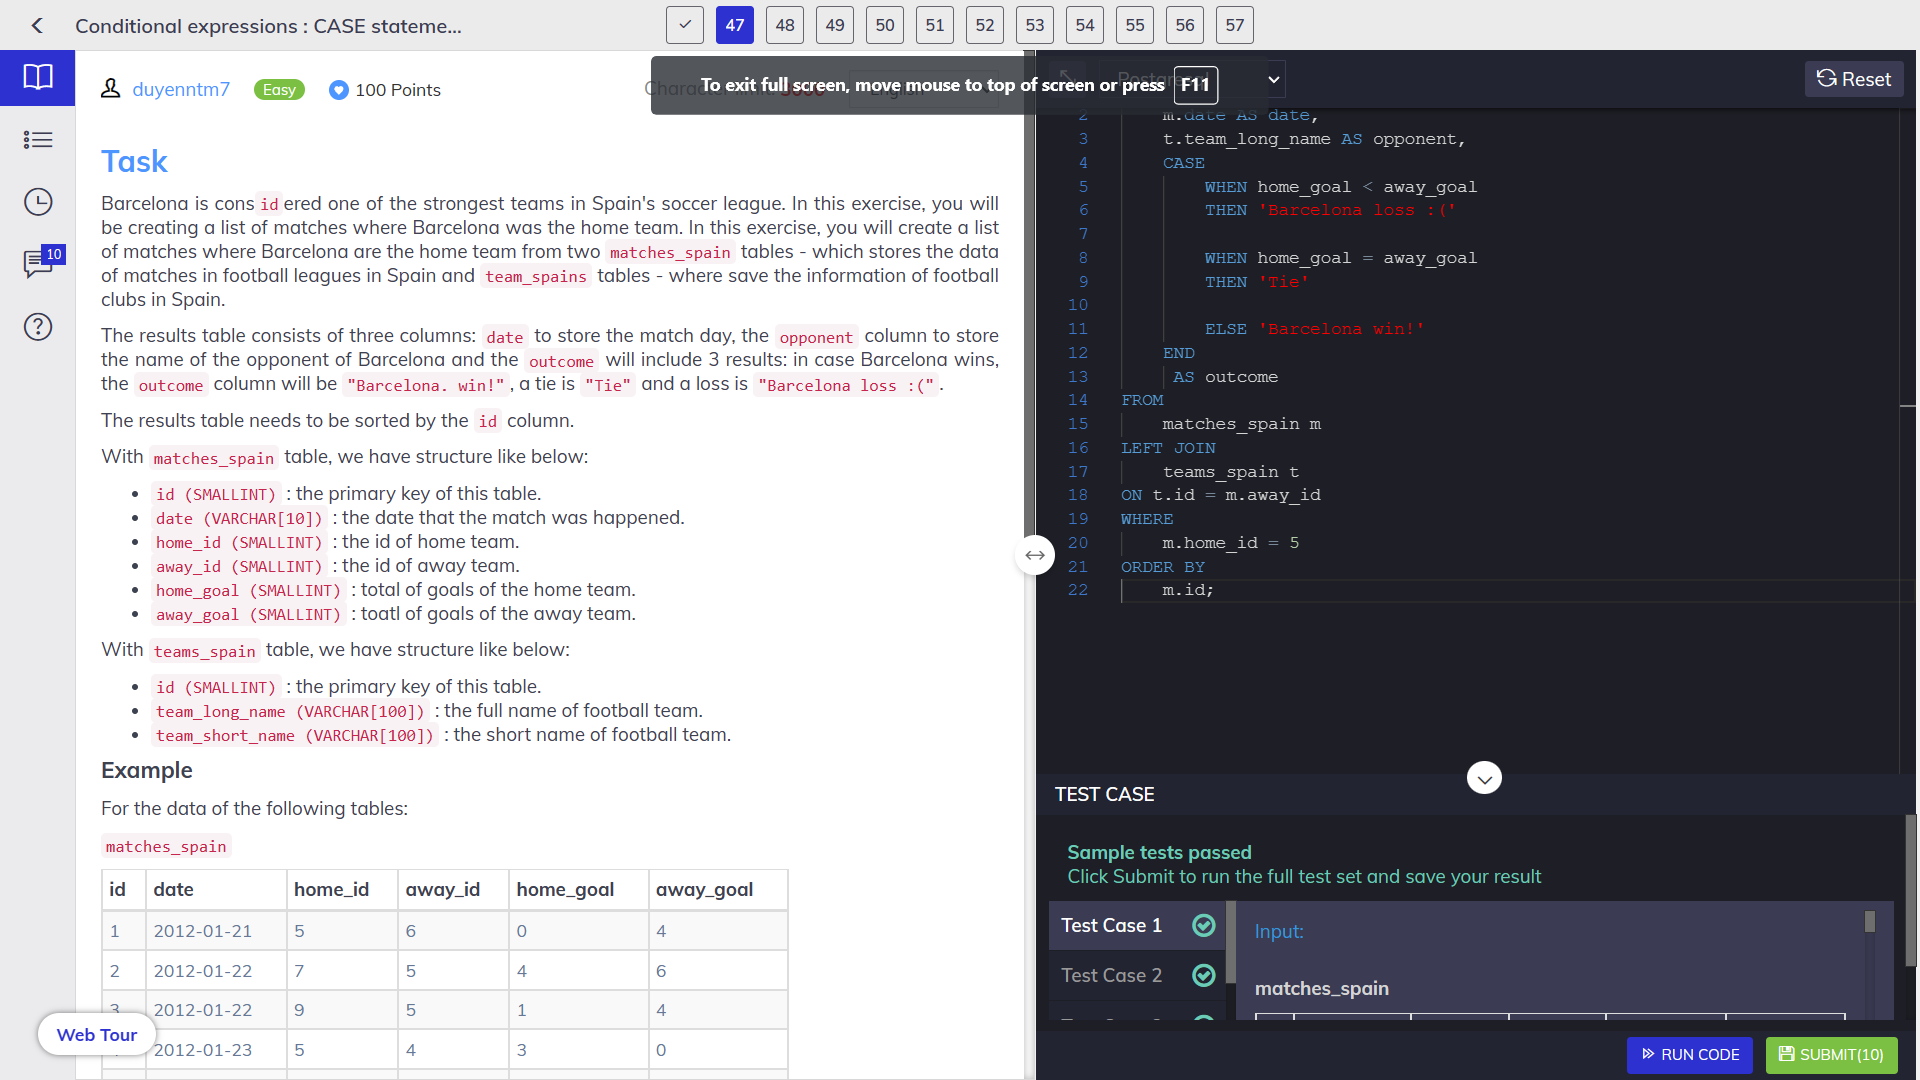 Conditional expressions : CASE stateme...
47 48 49 50 51 52 53 54 55 56 57
To exit full screen, move mouse to top of screen or press F11
duyenntm7 Easy 100 Points
Task
Barcelona is cons id ered one of the strongest teams in Spain's soccer league. In this exercise, you will
be creating a list of matches where Barcelona was the home team. In this exercise, you will create a list
of matches where Barcelona are the home team from two matches_spain tables - which stores the data
of matches in football leagues in Spain and team_spains tables - where save the information of football
clubs in Spain.
The results table consists of three columns: date to store the match day, the opponent column to store
the name of the opponent of Barcelona and the outcome will include 3 results: in case Barcelona wins,
the outcome column will be "Barcelona. win!" , a tie is "Tie" and a loss is "Barcelona loss :(" .
The results table needs to be sorted by the id column.
With matches_spain table, we have structure like below:
• id (SMALLINT) : the primary key of this table.
• date (VARCHAR[10]) : the date that the match was happened.
• home_id (SMALLINT) : the id of home team.
• away_id (SMALLINT) : the id of away team.
• home_goal (SMALLINT) : total of goals of the home team.
• away_goal (SMALLINT) : toatl of goals of the away team.
With teams_spain table, we have structure like below:
• id (SMALLINT) : the primary key of this table.
• team_long_name (VARCHAR[100]) : the full name of football team.
• team_short_name (VARCHAR[100]) : the short name of football team.
Example
For the data of the following tables:
matches_spain
id date home_id away_id home_goal away_goal
1 2012-01-21 5 6 0 4
2 2012-01-22 7 5 4 6
3 2012-01-22 9 5 1 4
2012-01-23 5 4 3 0
10
Web Tour
Reset
2 m.date AS date,
3 t.team_long_name AS opponent,
4 CASE
5 WHEN home_goal < away_goal
6 THEN 'Barcelona loss :('
7
8 WHEN home_goal = away_goal
9 THEN 'Tie'
10
11 ELSE 'Barcelona win!'
12 END
13 AS outcome
14 FROM
15 matches_spain m
16 LEFT JOIN
17 teams_spain t
18 ON t.id = m.away_id
19 WHERE
20 m.home_id = 5
21 ORDER BY
22 m.id;
TEST CASE
Sample tests passed
Click Submit to run the full test set and save your result
Test Case 1
Test Case 2
Input:
matches_spain
RUN CODE
SUBMIT(10)